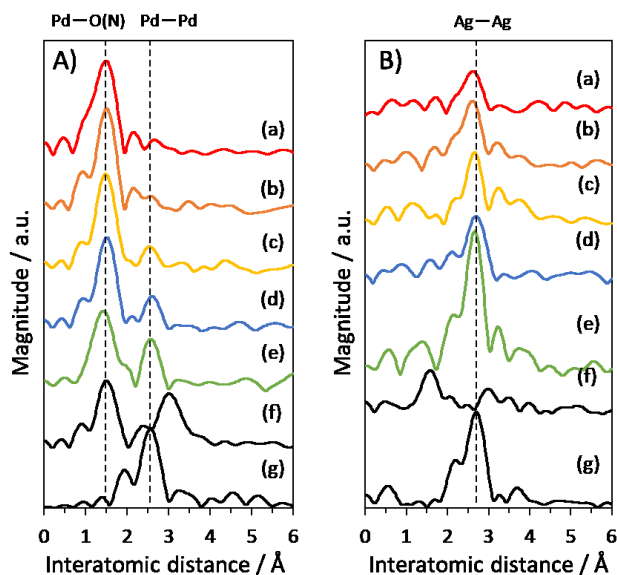 Pd—O(N) Pd—Pd
Ag—Ag
A)
B)
(a)
(b)
(c)
(d)
(e)
(f)
(g)
(a)
(b)
(c)
(d)
(e)
(f)
(g)
Magnitude / a.u.
Magnitude / a.u.
0 1 2 3 4 5 6
0 1 2 3 4 5 6
Interatomic distance / Å
Interatomic distance / Å